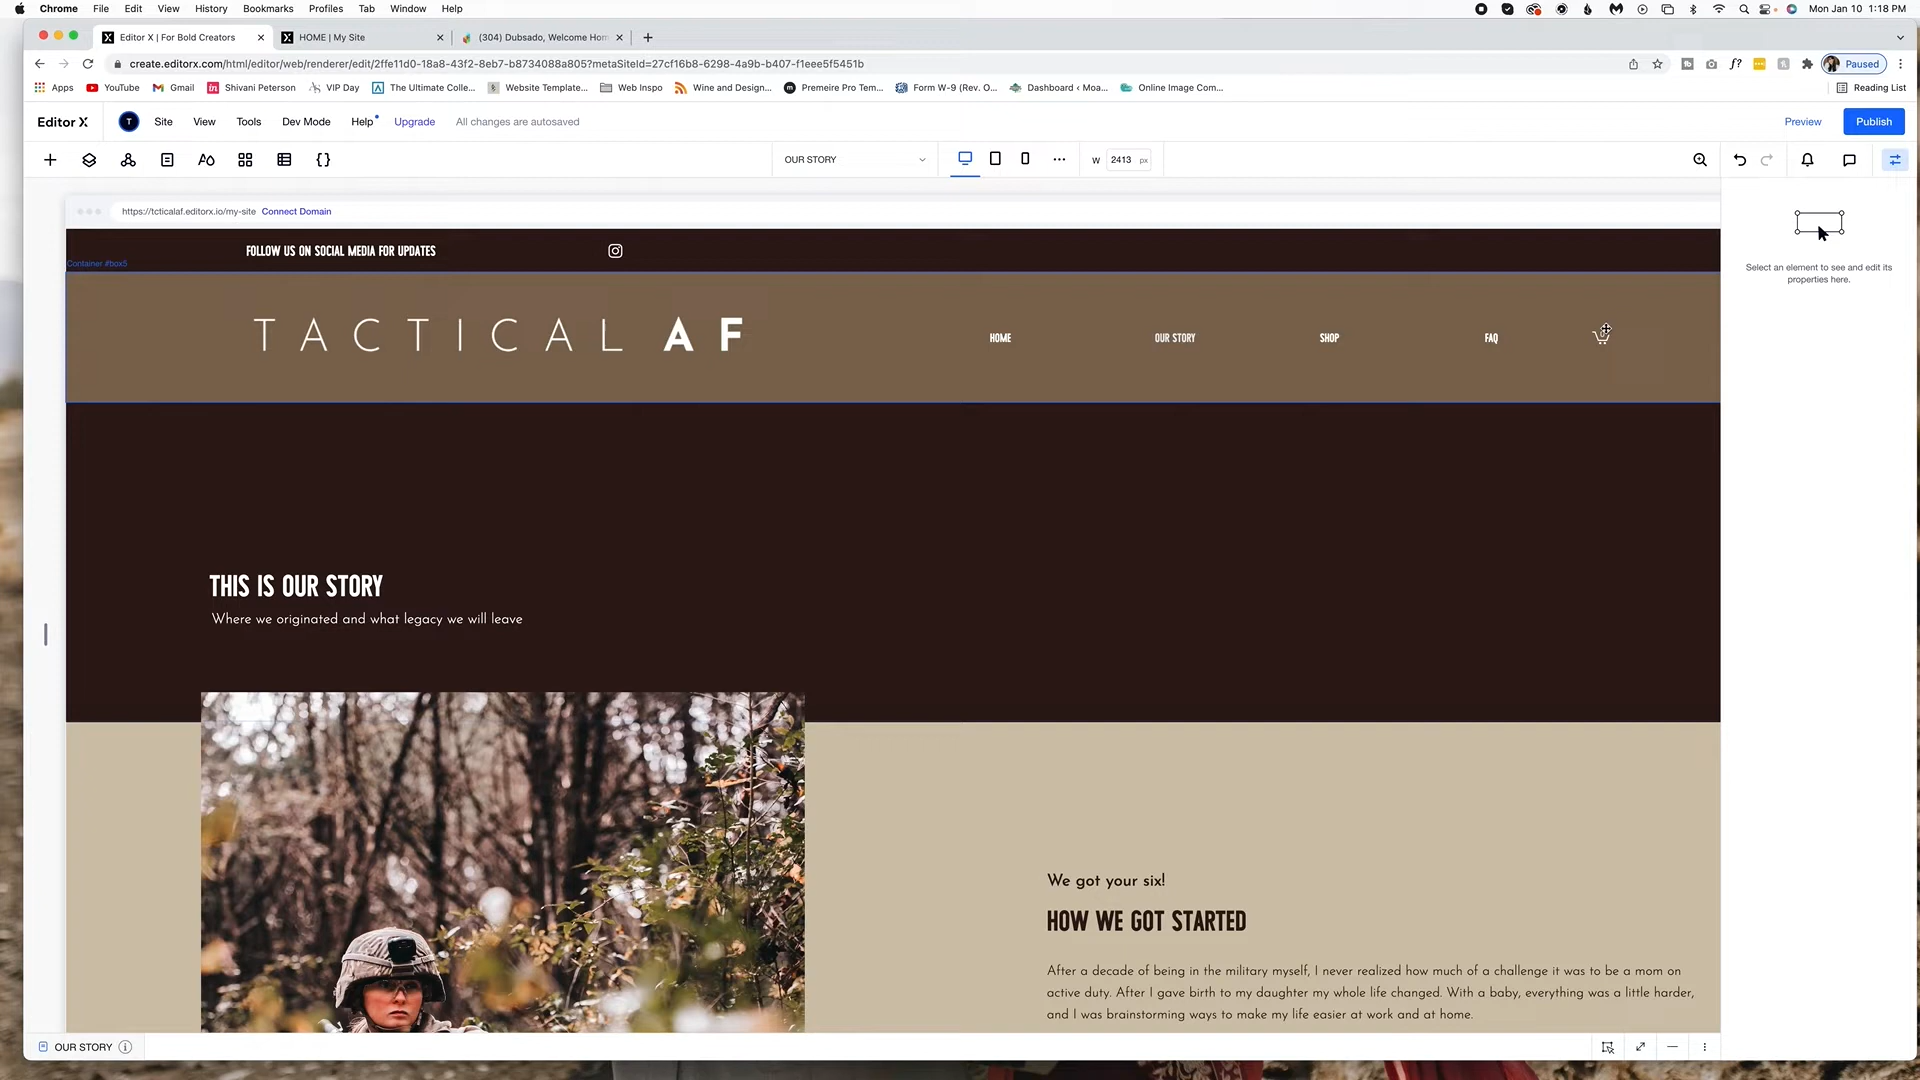 Chrome File Edit View History Bookmarks Profiles Tab Window Help Mon Jan 10 1:18 PM
Editor X | For Bold Creators HOME | My Site (304) Dubsado, Welcome Hom
create.editorx.com/html/editor/web/renderer/edit/2ffe11d0-18a8-43f2-8eb7-b8734088a805?metaSiteId=27cf16b8-6298-4a9b-b407-f1eee5f5451b Paused
Apps YouTube Gmail Shivani Peterson VIP Day The Ultimate Colle... Website Template... Web Inspo Wine and Design... Premeire Pro Tem... Form W-9 (Rev. O... Dashboard ‹ Moa... Online Image Com... Reading List
Editor X T Site View Tools Dev Mode Help Upgrade All changes are autosaved Preview Publish
OUR STORY W 2413 px
https://tcticalaf.editorx.io/my-site Connect Domain
FOLLOW US ON SOCIAL MEDIA FOR UPDATES
Container #box5
Select an element to see and edit its
properties here.
TACTICAL AF HOME OUR STORY SHOP FAQ
THIS IS OUR STORY
Where we originated and what legacy we will leave
We got your six!
HOW WE GOT STARTED
After a decade of being in the military myself, I never realized how much of a challenge it was to be a mom on
active duty. After I gave birth to my daughter my whole life changed. With a baby, everything was a little harder,
and I was brainstorming ways to make my life easier at work and at home.
OUR STORY